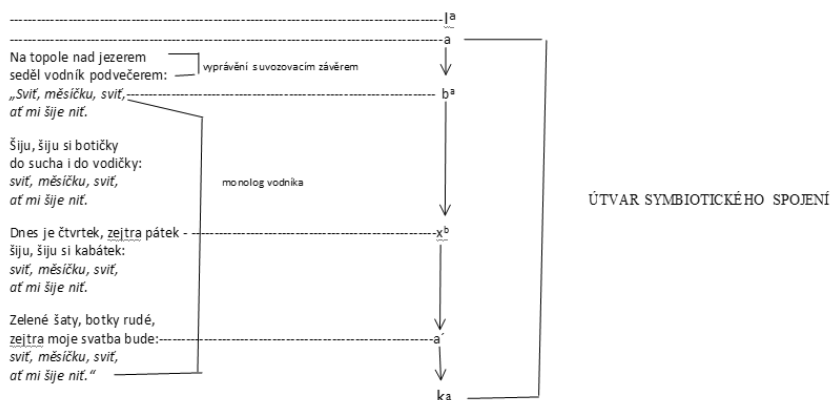 Iª
a
Na topole nad jezerem
seděl vodník podvečerem:
vyprávění s uvozovacím závěrem
„Sviť, měsíčku, sviť, bª
ať mi šije niť.
Šiju, šiju si botičky
do sucha i do vodičky:
sviť, měsíčku, sviť,
monolog vodníka
ať mi šije niť.
ÚTVAR SYMBIOTICKÉHO SPOJENÍ
Dnes je čtvrtek, zejtra pátek - xᵇ
šiju, šiju si kabátek:
sviť, měsíčku, sviť,
ať mi šije niť.
Zelené šaty, botky rudé,
zejtra moje svatba bude: a´
sviť, měsíčku, sviť,
ať mi šije niť.“
kª